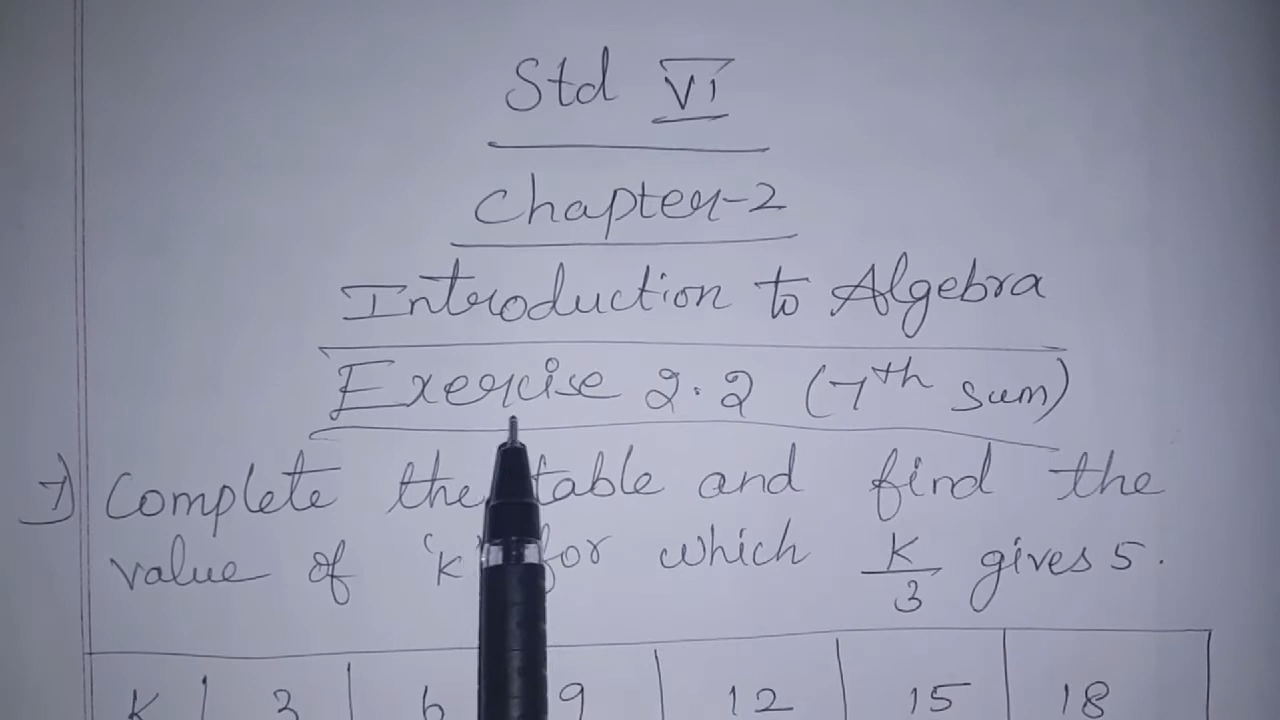 Std VI
Chapter-2
Introduction to Algebra
Exercise 2.2 (7th sum)
7) Complete the table and find the
value of 'k' for which K/3 gives 5.
K 3 6 9 12 15 18